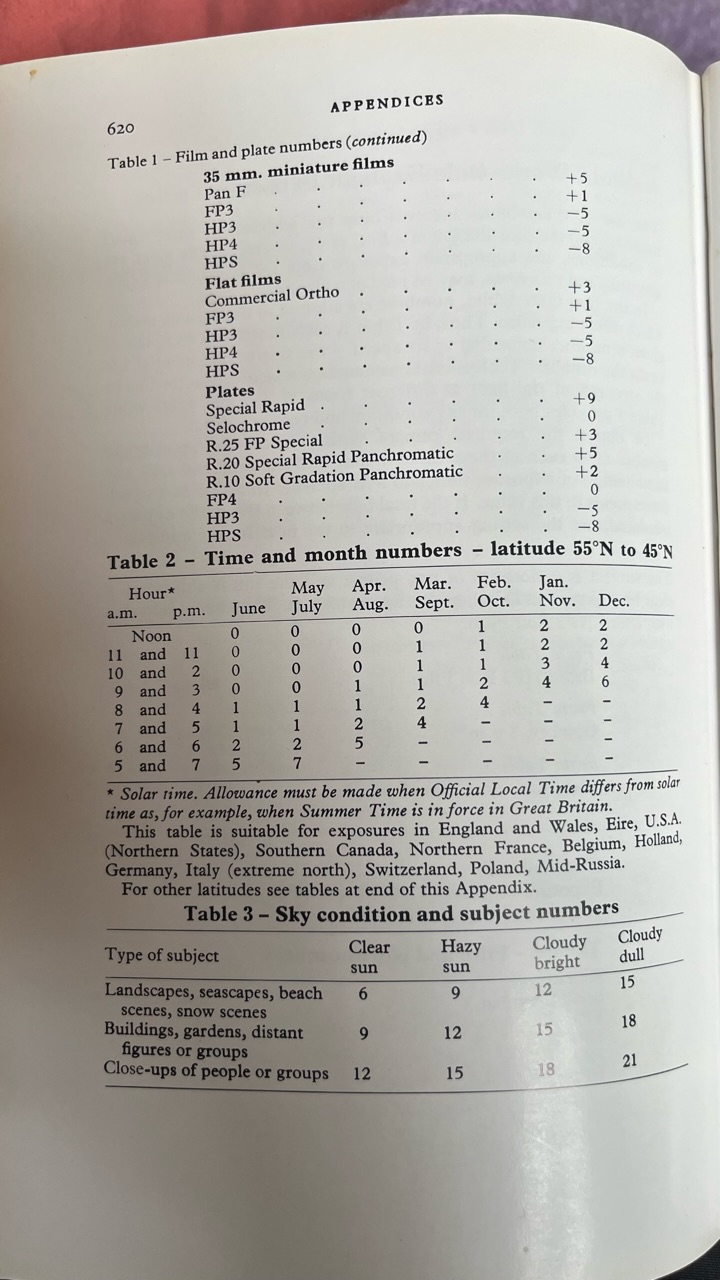 620
APPENDICES
Table 1 – Film and plate numbers (continued)
35 mm. miniature films
Pan F . . . . . . . +5
FP3 . . . . . . . +1
HP3 . . . . . . . −5
HP4 . . . . . . . −5
HPS . . . . . . . −8
Flat films
Commercial Ortho . . . . . +3
FP3 . . . . . . . +1
HP3 . . . . . . . −5
HP4 . . . . . . . −5
HPS . . . . . . . −8
Plates
Special Rapid . . . . . . +9
Selochrome . . . . . . 0
R.25 FP Special . . . . . +3
R.20 Special Rapid Panchromatic . . +5
R.10 Soft Gradation Panchromatic . . +2
FP4 . . . . . . . 0
HP3 . . . . . . . −5
HPS . . . . . . . −8
Table 2 – Time and month numbers – latitude 55°N to 45°N
Hour* May Apr. Mar. Feb. Jan.
a.m. p.m. June July Aug. Sept. Oct. Nov. Dec.
Noon 0 0 0 0 1 2 2
11 and 11 0 0 0 1 1 2 2
10 and 2 0 0 0 1 1 3 4
9 and 3 0 0 1 1 2 4 6
8 and 4 1 1 1 2 4 – –
7 and 5 1 1 2 4 – – –
6 and 6 2 2 5 – – – –
5 and 7 5 7 – – – – –
* Solar time. Allowance must be made when Official Local Time differs from solar
time as, for example, when Summer Time is in force in Great Britain.
This table is suitable for exposures in England and Wales, Eire, U.S.A.
(Northern States), Southern Canada, Northern France, Belgium, Holland,
Germany, Italy (extreme north), Switzerland, Poland, Mid-Russia.
For other latitudes see tables at end of this Appendix.
Table 3 – Sky condition and subject numbers
Type of subject Clear sun Hazy sun Cloudy bright Cloudy dull
Landscapes, seascapes, beach 6 9 12 15
scenes, snow scenes
Buildings, gardens, distant 9 12 15 18
figures or groups
Close-ups of people or groups 12 15 18 21